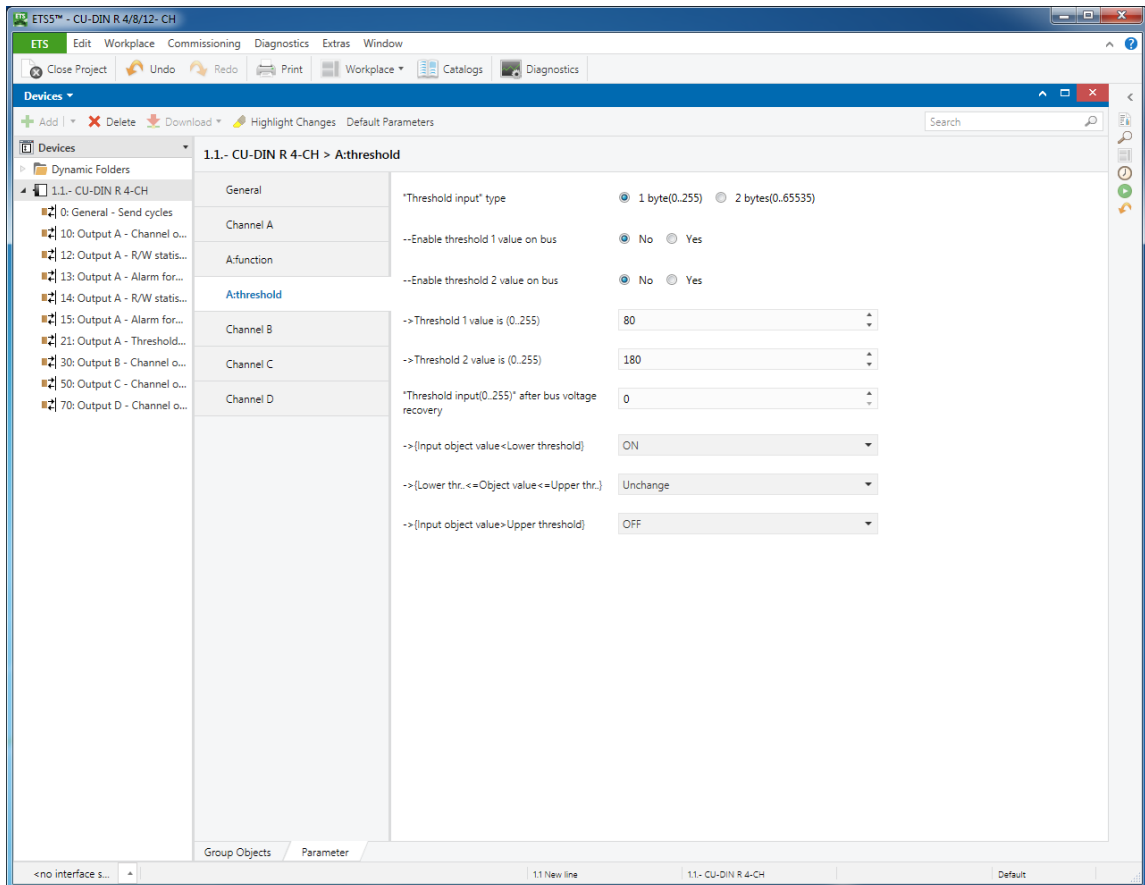 ETS5™ - CU-DIN R 4/8/12- CH
ETS Edit Workplace Commissioning Diagnostics Extras Window
Close Project Undo Redo Print Workplace Catalogs Diagnostics
Devices
Add Delete Download Highlight Changes Default Parameters Search
Devices
Dynamic Folders
1.1.- CU-DIN R 4-CH
0: General - Send cycles
10: Output A - Channel o...
12: Output A - R/W statis...
13: Output A - Alarm for...
14: Output A - R/W statis...
15: Output A - Alarm for...
21: Output A - Threshold...
30: Output B - Channel o...
50: Output C - Channel o...
70: Output D - Channel o...
1.1.- CU-DIN R 4-CH > A:threshold
General
Channel A
A:function
A:threshold
Channel B
Channel C
Channel D
"Threshold input" type 1 byte(0..255) 2 bytes(0..65535)
--Enable threshold 1 value on bus No Yes
--Enable threshold 2 value on bus No Yes
->Threshold 1 value is (0..255) 80
->Threshold 2 value is (0..255) 180
"Threshold input(0..255)" after bus voltage
recovery 0
->{Input object value<Lower threshold} ON
->{Lower thr..<=Object value<=Upper thr..} Unchange
->{Input object value>Upper threshold} OFF
Group Objects Parameter
<no interface s... 1.1 New line 1.1.- CU-DIN R 4-CH Default